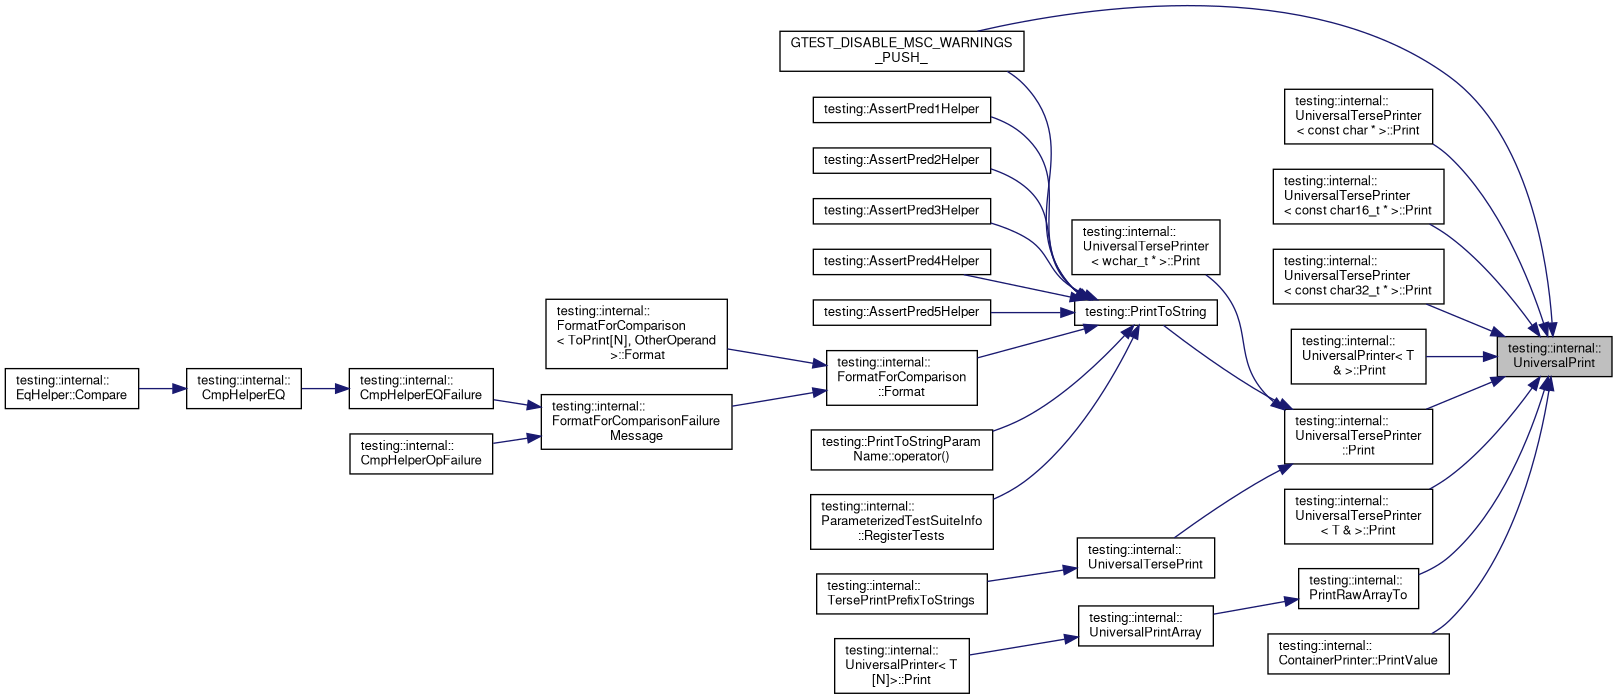 testing::internal::
EqHelper::Compare
testing::internal::
CmpHelperEQ
testing::internal::
CmpHelperEQFailure
testing::internal::
CmpHelperOpFailure
testing::internal::
FormatForComparison
< ToPrint[N], OtherOperand
>::Format
testing::internal::
FormatForComparisonFailure
Message
GTEST_DISABLE_MSC_WARNINGS
_PUSH_
testing::AssertPred1Helper
testing::AssertPred2Helper
testing::AssertPred3Helper
testing::AssertPred4Helper
testing::AssertPred5Helper
testing::internal::
FormatForComparison
::Format
testing::PrintToStringParam
Name::operator()
testing::internal::
ParameterizedTestSuiteInfo
::RegisterTests
testing::internal::
TersePrintPrefixToStrings
testing::internal::
UniversalPrinter< T
[N]>::Print
testing::internal::
UniversalTersePrinter
< wchar_t * >::Print
testing::PrintToString
testing::internal::
UniversalTersePrint
testing::internal::
UniversalPrintArray
testing::internal::
UniversalTersePrinter
< const char * >::Print
testing::internal::
UniversalTersePrinter
< const char16_t * >::Print
testing::internal::
UniversalTersePrinter
< const char32_t * >::Print
testing::internal::
UniversalPrinter< T
& >::Print
testing::internal::
UniversalTersePrinter
::Print
testing::internal::
UniversalTersePrinter
< T & >::Print
testing::internal::
PrintRawArrayTo
testing::internal::
ContainerPrinter::PrintValue
testing::internal::
UniversalPrint